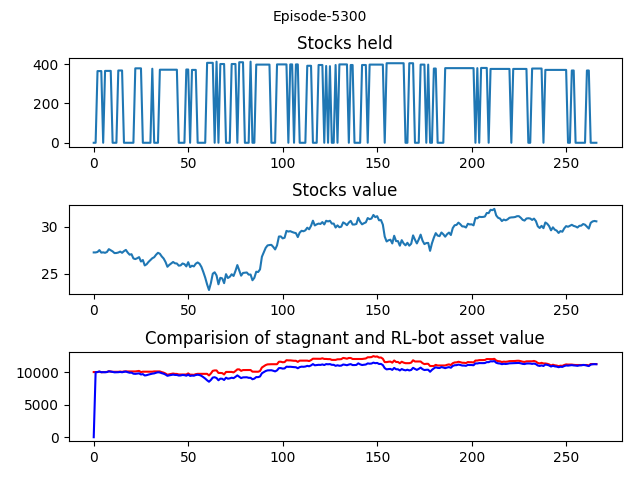 Episode-5300
Stocks held
400
200
0
0 50 100 150 200 250
Stocks value
30
25
0 50 100 150 200 250
Comparision of stagnant and RL-bot asset value
10000
5000
0
0 50 100 150 200 250